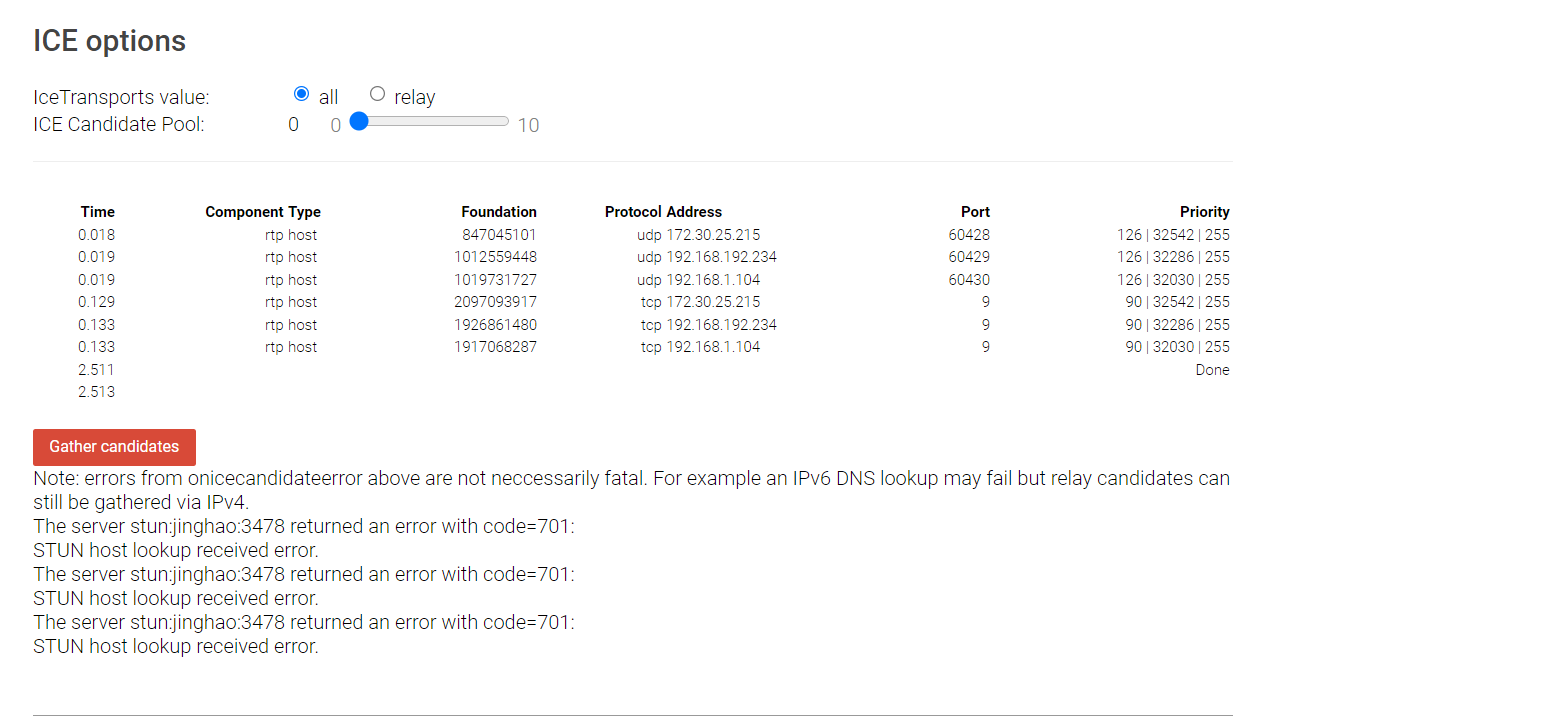 ICE options
IceTransports value: all relay
ICE Candidate Pool: 0 0 10
Time Component Type Foundation Protocol Address Port Priority
0.018 rtp host 847045101 udp 172.30.25.215 60428 126 | 32542 | 255
0.019 rtp host 1012559448 udp 192.168.192.234 60429 126 | 32286 | 255
0.019 rtp host 1019731727 udp 192.168.1.104 60430 126 | 32030 | 255
0.129 rtp host 2097093917 tcp 172.30.25.215 9 90 | 32542 | 255
0.133 rtp host 1926861480 tcp 192.168.192.234 9 90 | 32286 | 255
0.133 rtp host 1917068287 tcp 192.168.1.104 9 90 | 32030 | 255
2.511 Done
2.513
Gather candidates
Note: errors from onicecandidateerror above are not neccessarily fatal. For example an IPv6 DNS lookup may fail but relay candidates can
still be gathered via IPv4.
The server stun:jinghao:3478 returned an error with code=701:
STUN host lookup received error.
The server stun:jinghao:3478 returned an error with code=701:
STUN host lookup received error.
The server stun:jinghao:3478 returned an error with code=701:
STUN host lookup received error.